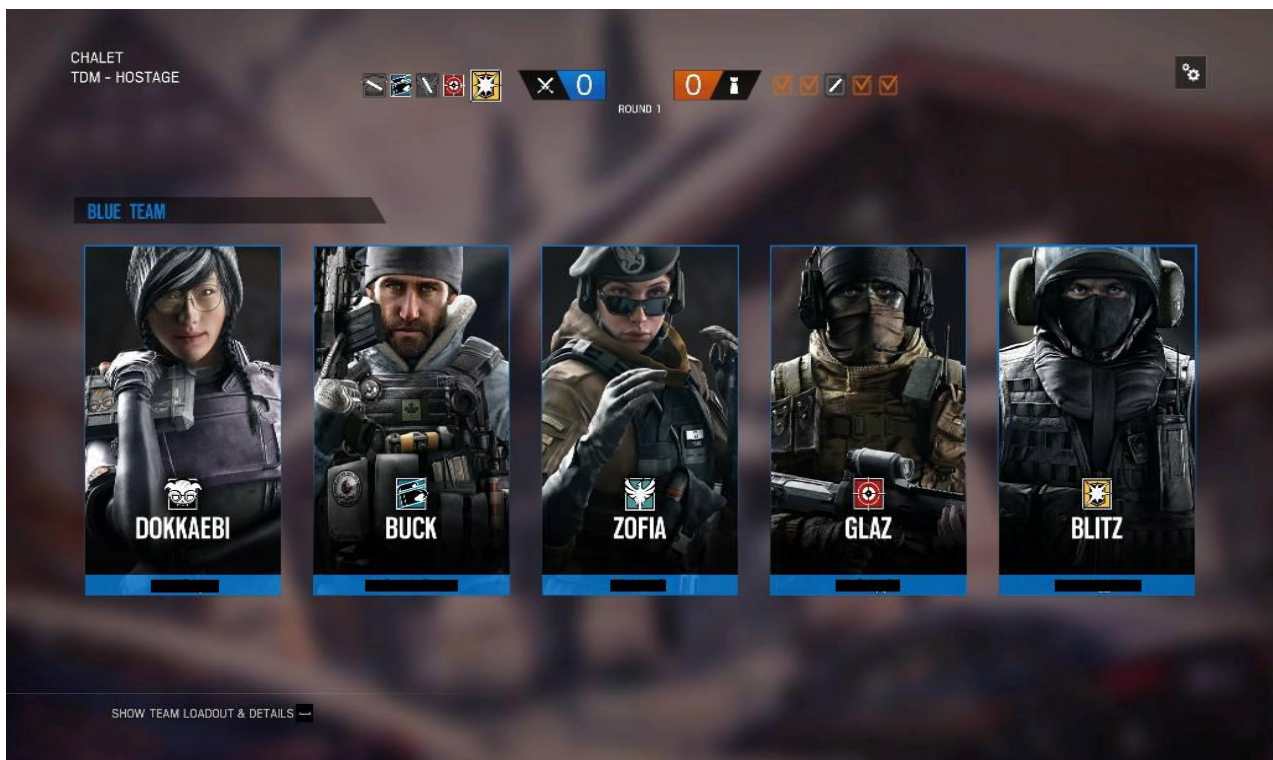 CHALET
TDM - HOSTAGE
0
0
ROUND 1
BLUE TEAM
DOKKAEBI
BUCK
ZOFIA
GLAZ
BLITZ
SHOW TEAM LOADOUT & DETAILS